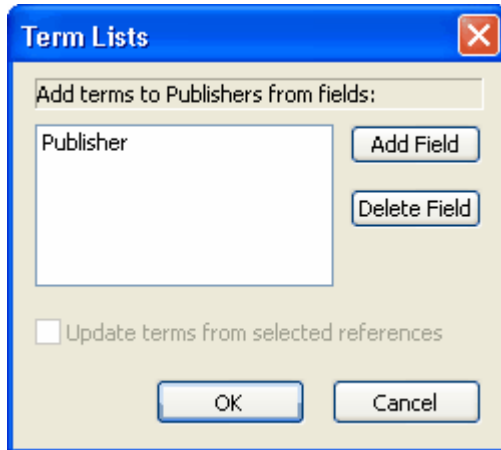 Term Lists
Add terms to Publishers from fields:
Publisher
Add Field
Delete Field
Update terms from selected references
OK
Cancel